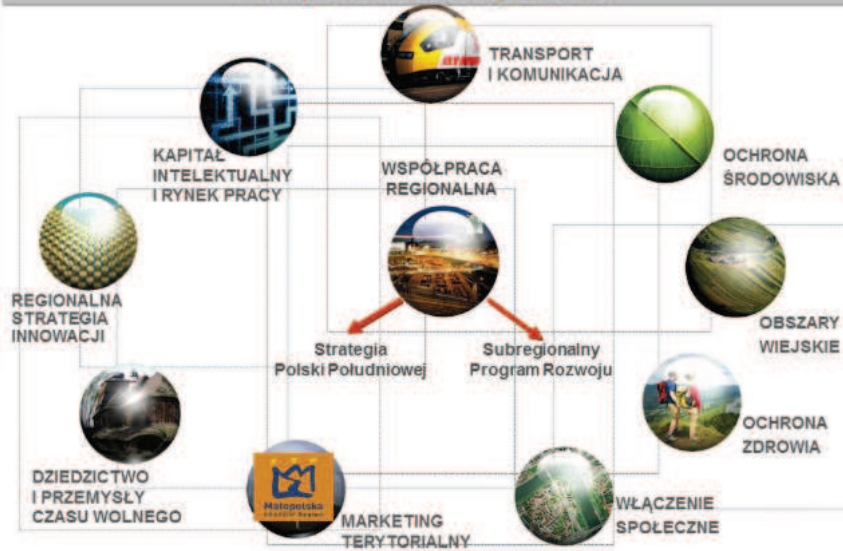 TRANSPORT
I KOMUNIKACJA
KAPITAŁ
INTELEKTUALNY
I RYNEK PRACY
WSPÓŁPRACA
REGIONALNA
OCHRONA
ŚRODOWISKA
REGIONALNA
STRATEGIA
INNOWACJI
OBSZARY
WIEJSKIE
Strategia
Polski Południowej
Subregionalny
Program Rozwoju
OCHRONA
ZDROWIA
DZIEDZICTWO
I PRZEMYSŁY
CZASU WOLNEGO
Małopolska
MARKETING
TERYTORIALNY
WŁĄCZENIE
SPOŁECZNE